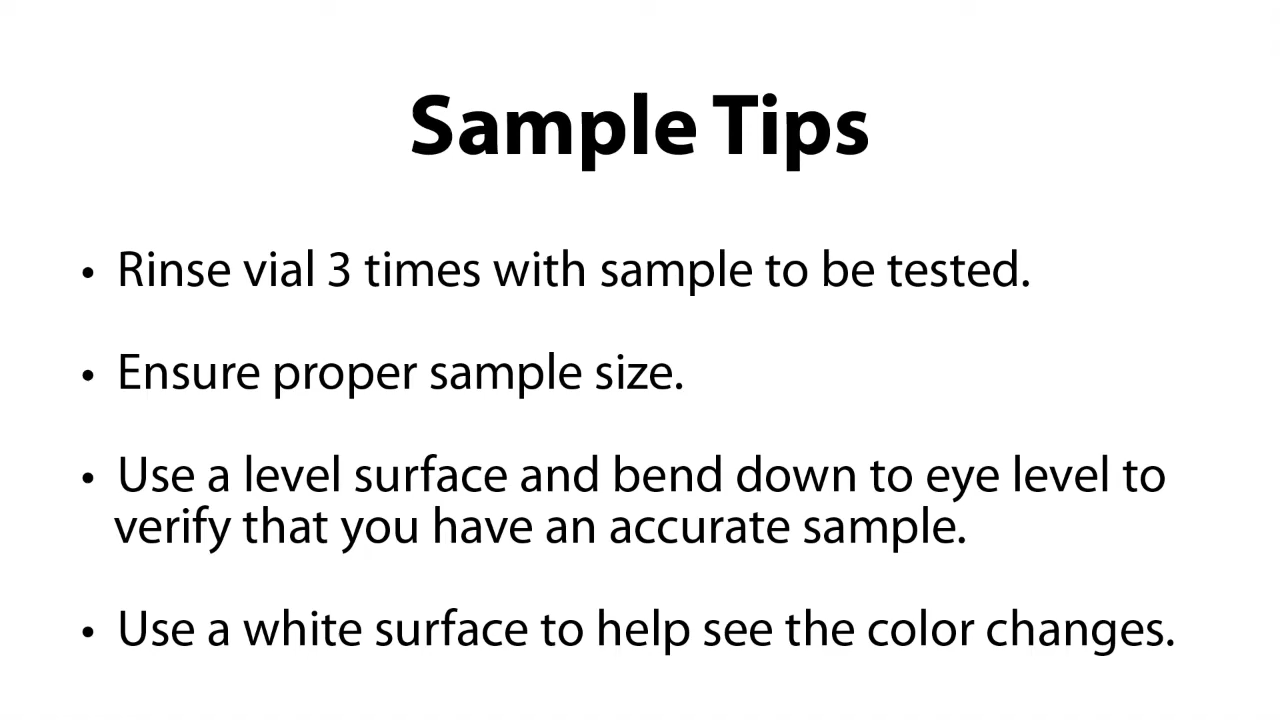 Sample Tips
• Rinse vial 3 times with sample to be tested.
• Ensure proper sample size.
• Use a level surface and bend down to eye level to
verify that you have an accurate sample.
• Use a white surface to help see the color changes.